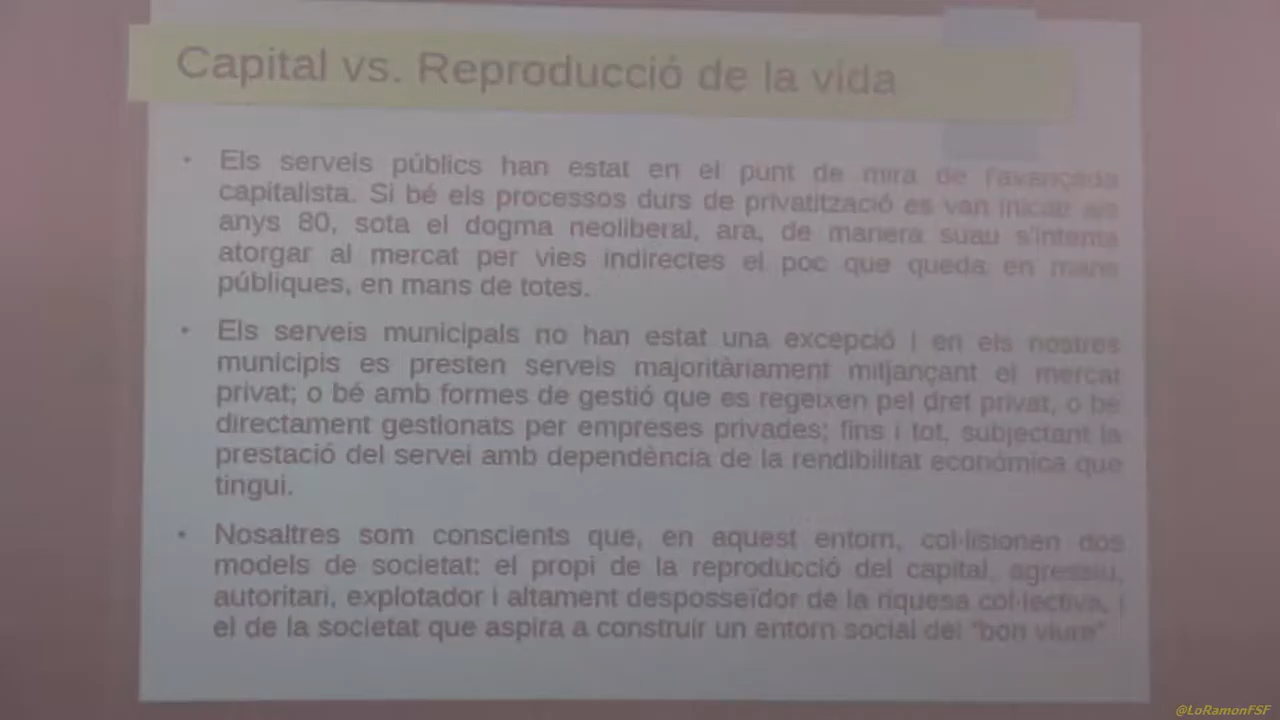 Capital vs. Reproducció de la vida
• Els serveis públics han estat en el punt de mira de l'avançada
capitalista. Si bé els processos durs de privatització es van iniciar als
anys 80, sota el dogma neoliberal, ara, de manera suau s'intenta
atorgar al mercat per vies indirectes el poc que queda en mans
públiques, en mans de totes.
• Els serveis municipals no han estat una excepció i en els nostres
municipis es presten serveis majoritàriament mitjançant el mercat
privat; o bé amb formes de gestió que es regeixen pel dret privat, o bé
directament gestionats per empreses privades; fins i tot, subjectant la
prestació del servei amb dependència de la rendibilitat econòmica que
tingui.
• Nosaltres som conscients que, en aquest entorn, col·lisionen dos
models de societat: el propi de la reproducció del capital, agressiu,
autoritari, explotador i altament desposseïdor de la riquesa col·lectiva, i
el de la societat que aspira a construir un entorn social del "bon viure"
@LoRamonFSF